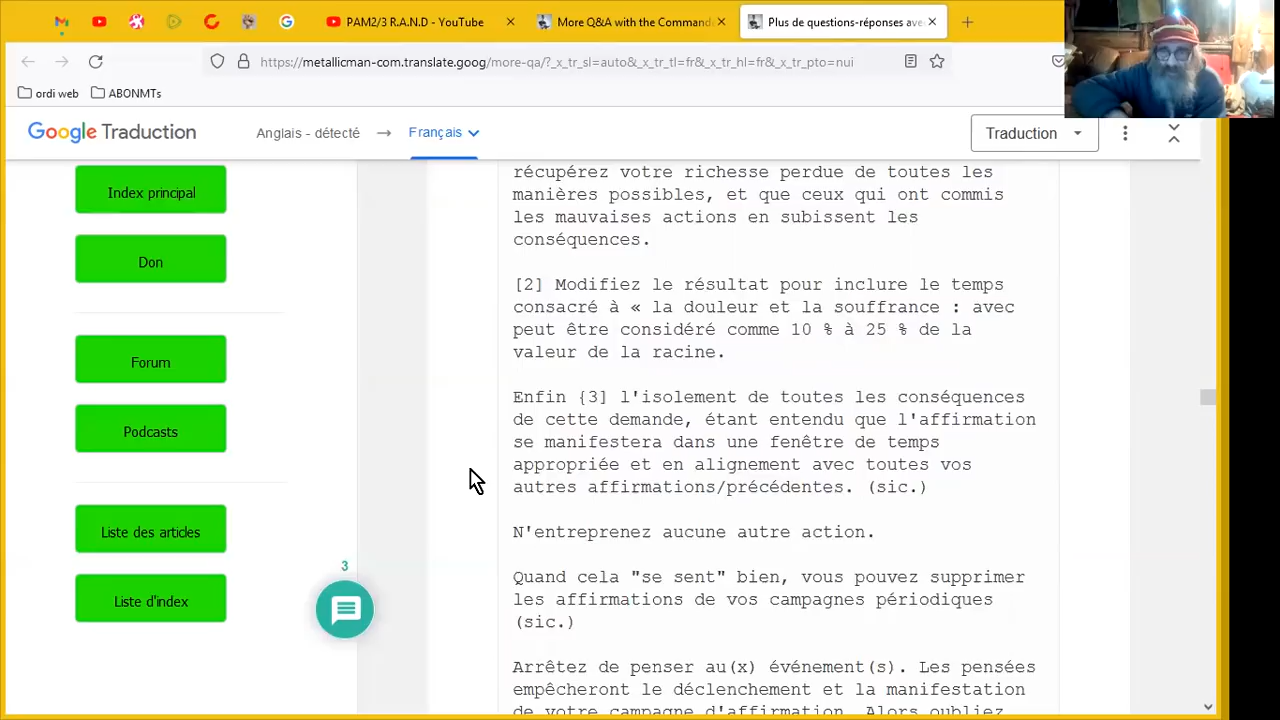 PAM2/3 R.A.N.D - YouTube
More Q&A with the Command
Plus de questions-réponses ave
https://metallicman-com.translate.goog/more-qa/?_x_tr_sl=auto&_x_tr_tl=fr&_x_tr_hl=fr&_x_tr_pto=nui
ordi web
ABONMTs
Google Traduction
Anglais - détecté
Français
Traduction
Index principal
Don
Forum
Podcasts
Liste des articles
Liste d'index
3
récupérez votre richesse perdue de toutes les
manières possibles, et que ceux qui ont commis
les mauvaises actions en subissent les
conséquences.
[2] Modifiez le résultat pour inclure le temps
consacré à « la douleur et la souffrance : avec
peut être considéré comme 10 % à 25 % de la
valeur de la racine.
Enfin {3] l'isolement de toutes les conséquences
de cette demande, étant entendu que l'affirmation
se manifestera dans une fenêtre de temps
appropriée et en alignement avec toutes vos
autres affirmations/précédentes. (sic.)
N'entreprenez aucune autre action.
Quand cela "se sent" bien, vous pouvez supprimer
les affirmations de vos campagnes périodiques
(sic.)
Arrêtez de penser au(x) événement(s). Les pensées
empêcheront le déclenchement et la manifestation
de votre campagne d'affirmation. Alors oubliez